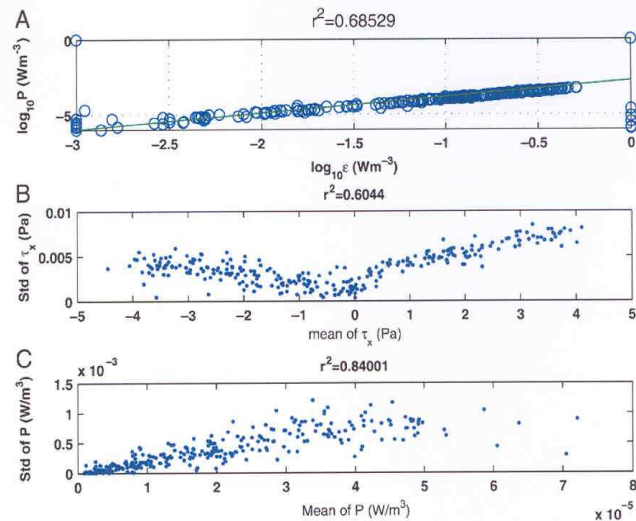 A
r²=0.68529
log₁₀ P (Wm⁻³)
0
−5
−3 −2.5 −2 −1.5 −1 −0.5 0
log₁₀ε (Wm⁻³)
B
r²=0.6044
Std of τₓ (Pa)
0.01
0.005
0
−5 −4 −3 −2 −1 0 1 2 3 4 5
mean of τₓ (Pa)
C
x 10⁻³
r²=0.84001
Std of P (W/m³)
1.5
1
0.5
0
0 1 2 3 4 5 6 7 8
x 10⁻⁵
Mean of P (W/m³)